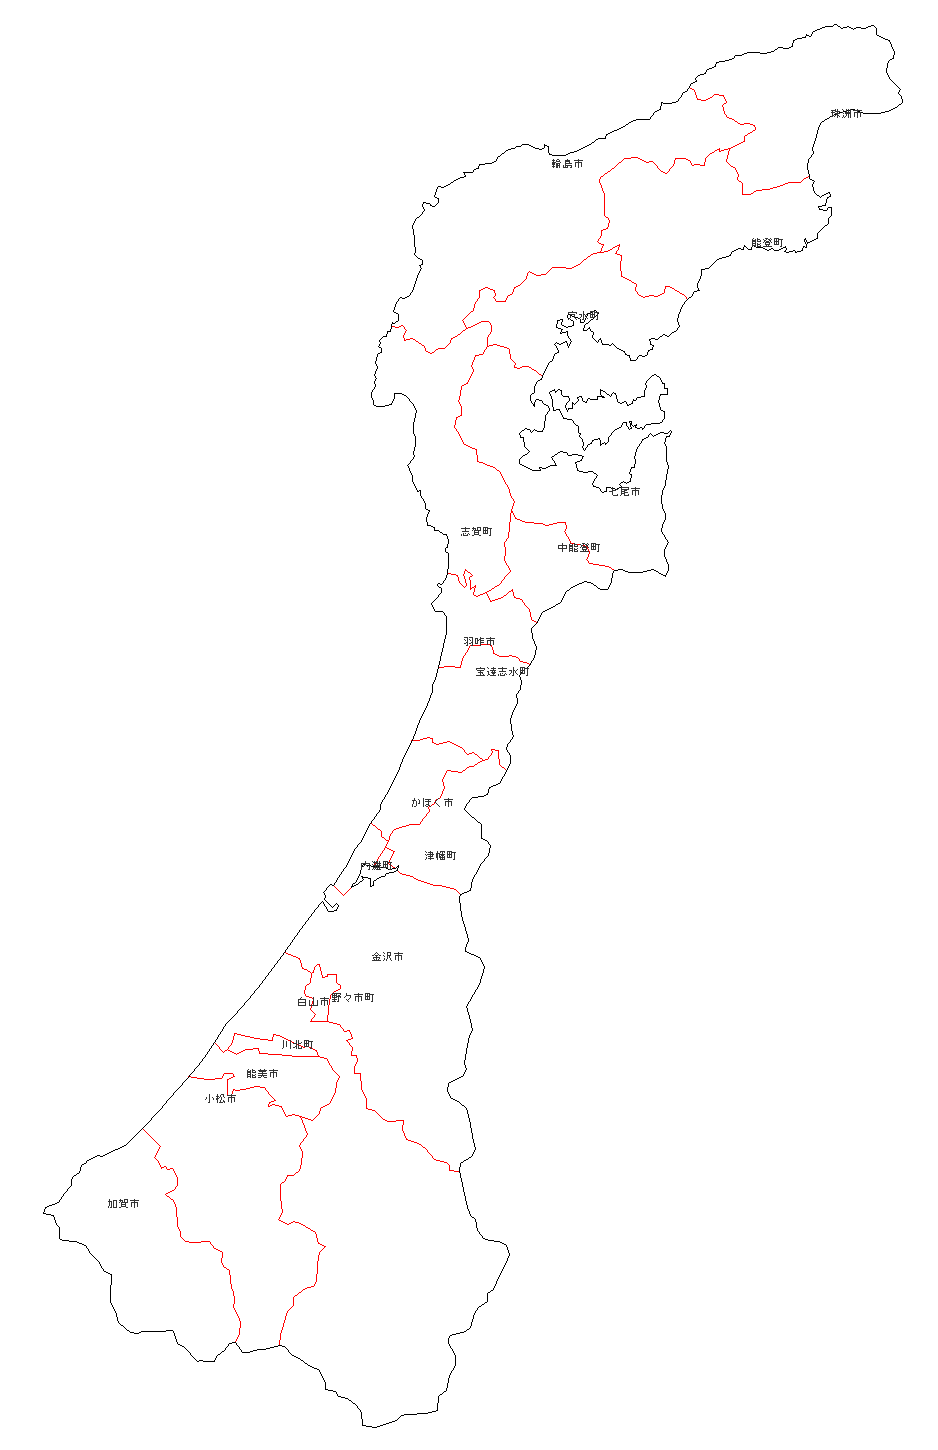 珠洲市
輪島市
能登町
穴水町
七尾市
志賀町
中能登町
羽咋市
宝達志水町
かほく市
津幡町
内灘町
金沢市
白山市
野々市町
川北町
能美市
小松市
加賀市